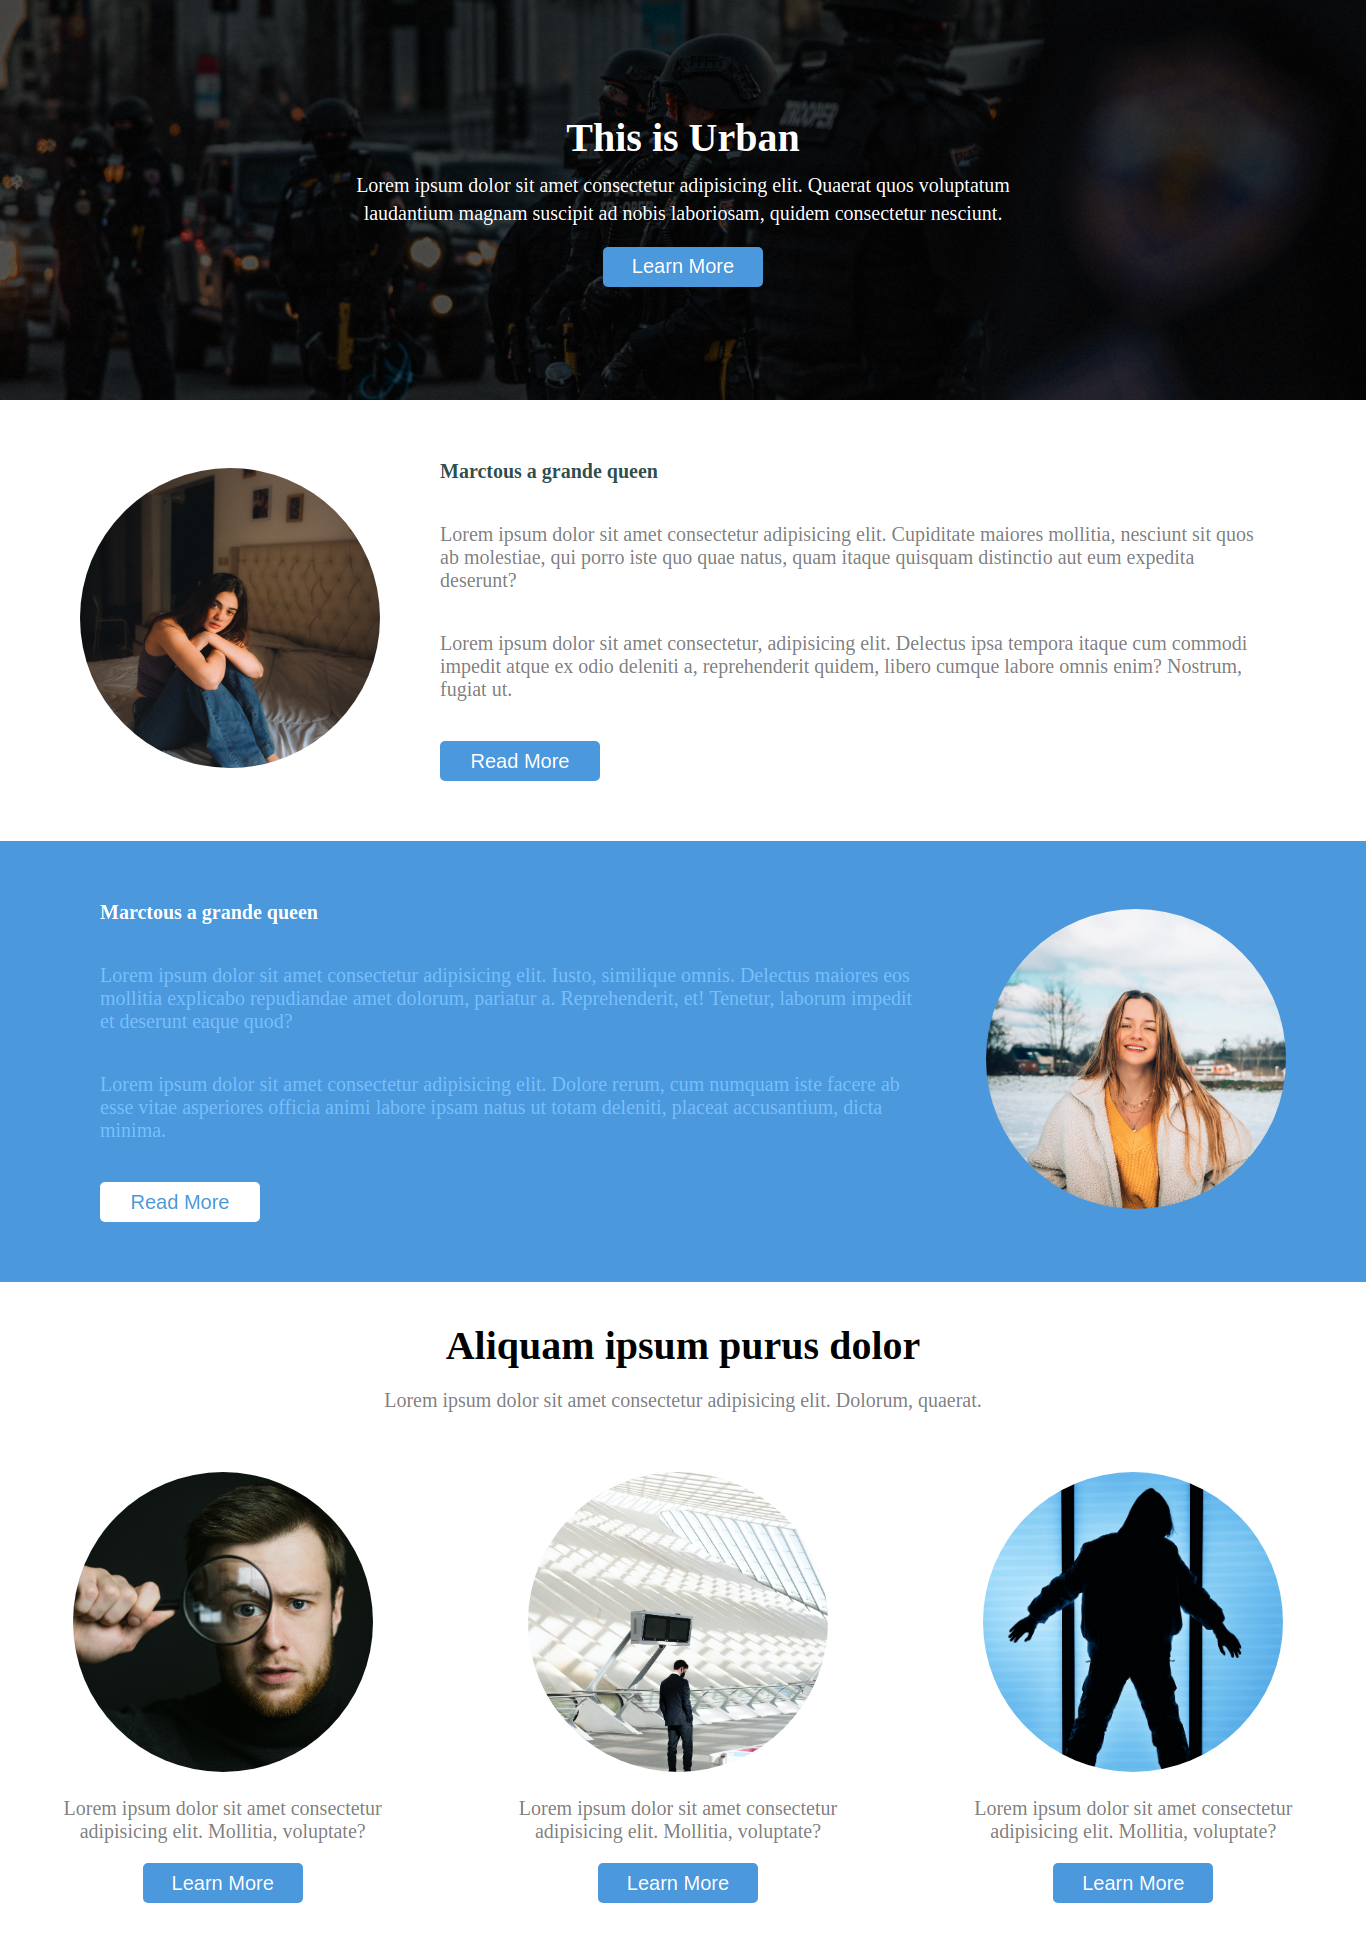 This is Urban
Lorem ipsum dolor sit amet consectetur adipisicing elit. Quaerat quos voluptatum
laudantium magnam suscipit ad nobis laboriosam, quidem consectetur nesciunt.
TROOPER
Learn More
Marctous a grande queen
Lorem ipsum dolor sit amet consectetur adipisicing elit. Cupiditate maiores mollitia, nesciunt sit quos
ab molestiae, qui porro iste quo quae natus, quam itaque quisquam distinctio aut eum expedita
deserunt?
Lorem ipsum dolor sit amet consectetur, adipisicing elit. Delectus ipsa tempora itaque cum commodi
impedit atque ex odio deleniti a, reprehenderit quidem, libero cumque labore omnis enim? Nostrum,
fugiat ut.
Read More
Marctous a grande queen
Lorem ipsum dolor sit amet consectetur adipisicing elit. Iusto, similique omnis. Delectus maiores eos
mollitia explicabo repudiandae amet dolorum, pariatur a. Reprehenderit, et! Tenetur, laborum impedit
et deserunt eaque quod?
Lorem ipsum dolor sit amet consectetur adipisicing elit. Dolore rerum, cum numquam iste facere ab
esse vitae asperiores officia animi labore ipsam natus ut totam deleniti, placeat accusantium, dicta
minima.
Read More
Aliquam ipsum purus dolor
Lorem ipsum dolor sit amet consectetur adipisicing elit. Dolorum, quaerat.
Lorem ipsum dolor sit amet consectetur
adipisicing elit. Mollitia, voluptate?
Learn More
Lorem ipsum dolor sit amet consectetur
adipisicing elit. Mollitia, voluptate?
Learn More
Lorem ipsum dolor sit amet consectetur
adipisicing elit. Mollitia, voluptate?
Learn More